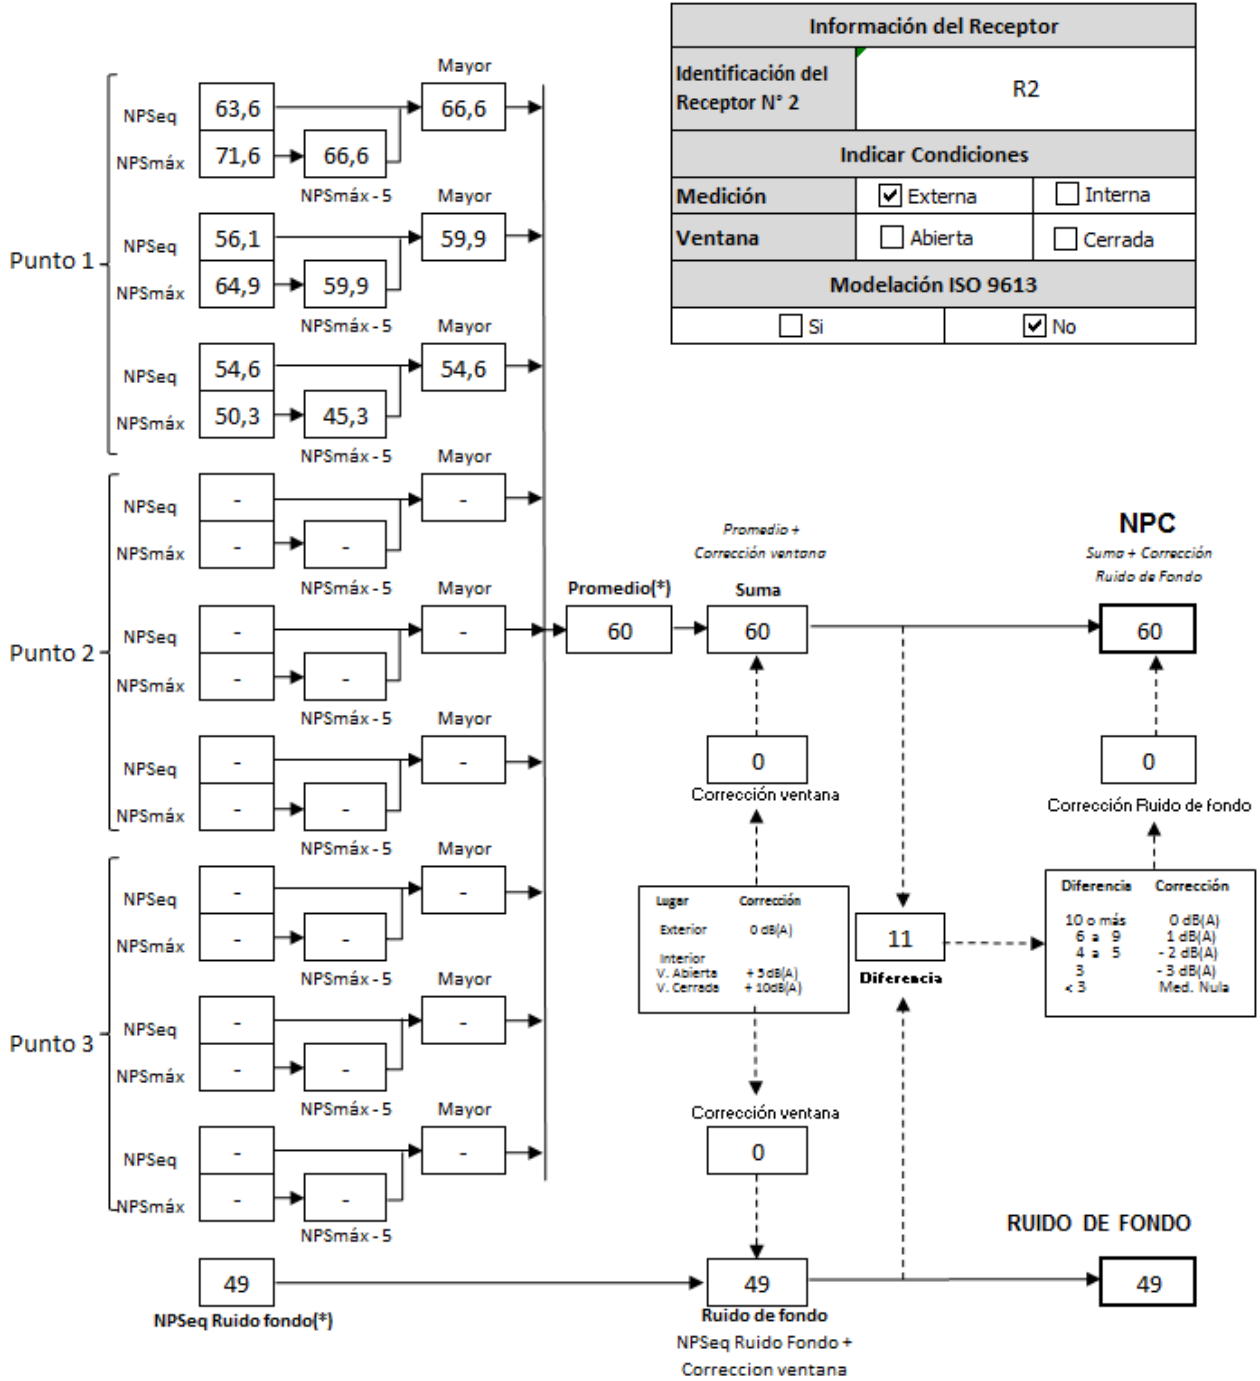 Información del Receptor
Identificación del
Receptor N° 2
R2
Indicar Condiciones
Medición
Externa
Interna
Ventana
Abierta
Cerrada
Modelación ISO 9613
Si
No
Punto 1
Mayor
NPSeq
63,6
66,6
NPSmáx
71,6
66,6
NPSmáx - 5
Mayor
NPSeq
56,1
59,9
NPSmáx
64,9
59,9
NPSmáx - 5
Mayor
NPSeq
54,6
54,6
NPSmáx
50,3
45,3
NPSmáx - 5
Punto 2
Mayor
NPSeq
-
-
NPSmáx
-
-
NPSmáx - 5
Mayor
NPSeq
-
-
NPSmáx
-
-
NPSmáx - 5
Mayor
NPSeq
-
-
NPSmáx
-
-
NPSmáx - 5
Punto 3
Mayor
NPSeq
-
-
NPSmáx
-
-
NPSmáx - 5
Mayor
NPSeq
-
-
NPSmáx
-
-
NPSmáx - 5
Mayor
NPSeq
-
-
NPSmáx
-
-
NPSmáx - 5
Promedio(*)
60
Promedio +
Corrección ventana
Suma
60
NPC
Suma + Corrección
Ruido de Fondo
60
0
Corrección ventana
0
Corrección Ruido de fondo
Lugar Corrección
Exterior 0 dB(A)
Interior
V. Abierta + 5dB(A)
V. Cerrada + 10dB(A)
11
Diferencia
Diferencia Corrección
10 o más 0 dB(A)
6 a 9 1 dB(A)
4 a 5 - 2 dB(A)
3 - 3 dB(A)
< 3 Med. Nula
Corrección ventana
0
RUIDO DE FONDO
49
NPSeq Ruido fondo(*)
49
Ruido de fondo
NPSeq Ruido Fondo +
Correccion ventana
49